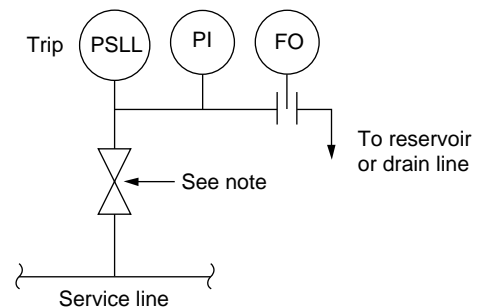 Trip PSLL PI FO
To reservoir
or drain line
See note
Service line